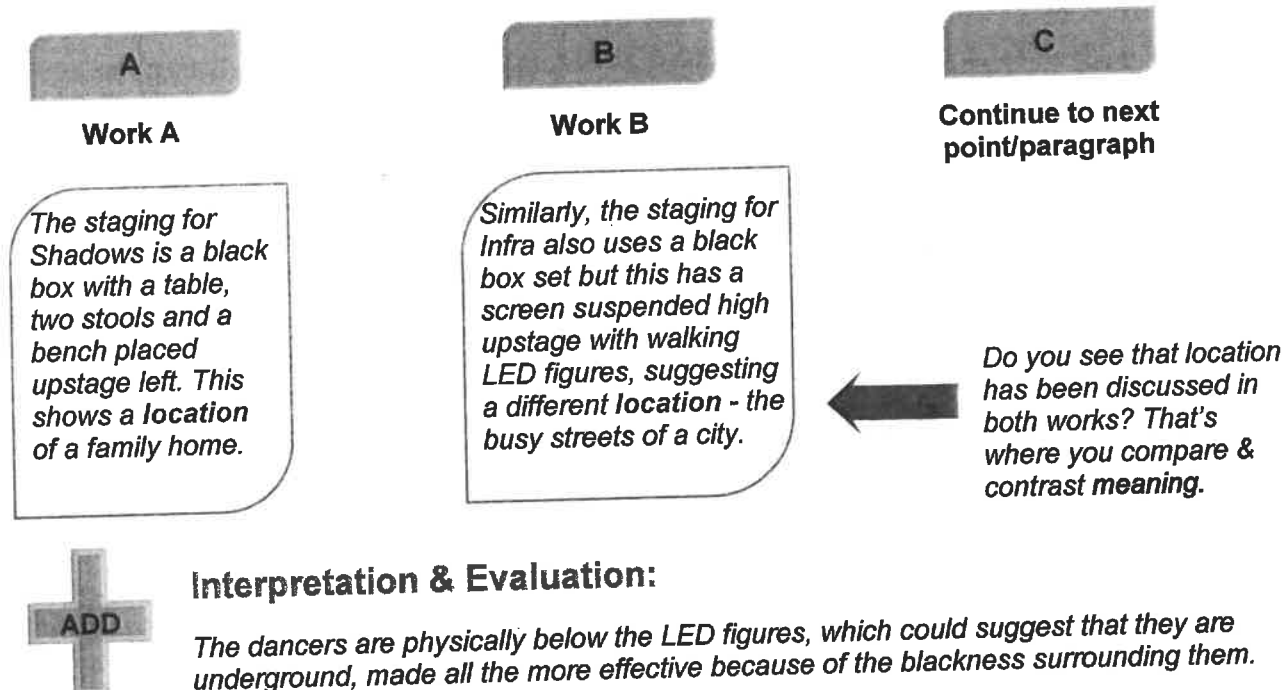 A
Work A
The staging for
Shadows is a black
box with a table,
two stools and a
bench placed
upstage left. This
shows a location
of a family home.
B
Work B
Similarly, the staging for
Infra also uses a black
box set but this has a
screen suspended high
upstage with walking
LED figures, suggesting
a different location - the
busy streets of a city.
C
Continue to next
point/paragraph
Do you see that location
has been discussed in
both works? That's
where you compare &
contrast meaning.
ADD
Interpretation & Evaluation:
The dancers are physically below the LED figures, which could suggest that they are
underground, made all the more effective because of the blackness surrounding them.